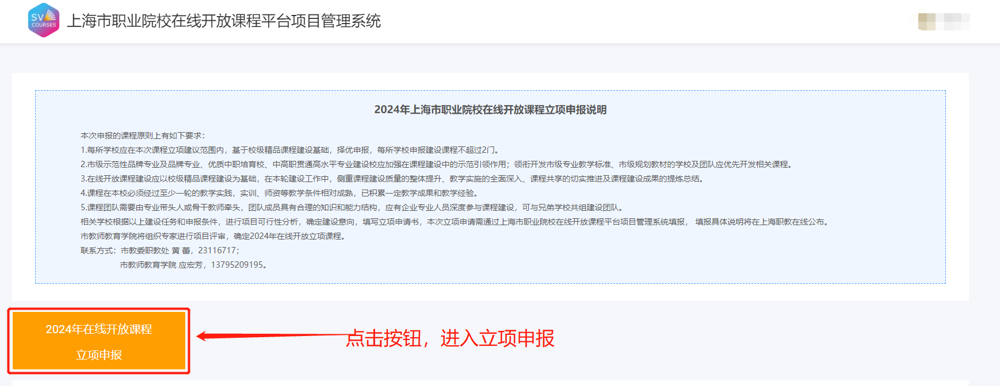 SV
COURSES
上海市职业院校在线开放课程平台项目管理系统
2024年上海市职业院校在线开放课程立项申报说明
本次申报的课程原则上有如下要求：
1.每所学校应在本次课程立项建议范围内，基于校级精品课程建设基础，择优申报，每所学校申报建设课程不超过2门。
2.市级示范性品牌专业及品牌专业、优质中职培育校、中高职贯通高水平专业建设校应加强在课程建设中的示范引领作用；领衔开发市级专业教学标准、市级规划教材的学校及团队应优先开发相关课程。
3.在线开放课程建设应以校级精品课程建设为基础，在本轮建设工作中，侧重课程建设质量的整体提升、教学实施的全面深入、课程共享的切实推进及课程建设成果的提炼总结。
4.课程在本校必须经过至少一轮的教学实践，实训、师资等教学条件相对成熟，已积累一定教学成果和教学经验。
5.课程团队需要由专业带头人或骨干教师牵头，团队成员具有合理的知识和能力结构，应有企业专业人员深度参与课程建设，可与兄弟学校共组建设团队。
相关学校根据以上建设任务和申报条件，进行项目可行性分析，确定建设意向，填写立项申请书，本次立项申请需通过上海市职业院校在线开放课程平台项目管理系统填报， 填报具体说明将在上海职教在线公布。
市教师教育学院将组织专家进行项目评审，确定2024年在线开放立项课程。
联系方式：市教委职教处 黄 蕾，23116717；
市教师教育学院 应宏芳，13795209195。
2024年在线开放课程
立项申报
点击按钮，进入立项申报